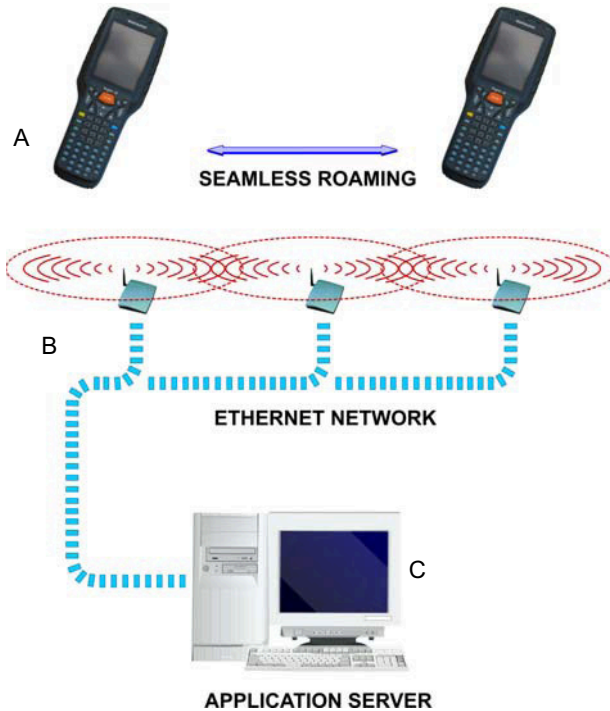 A
SEAMLESS ROAMING
B
ETHERNET NETWORK
C
APPLICATION SERVER